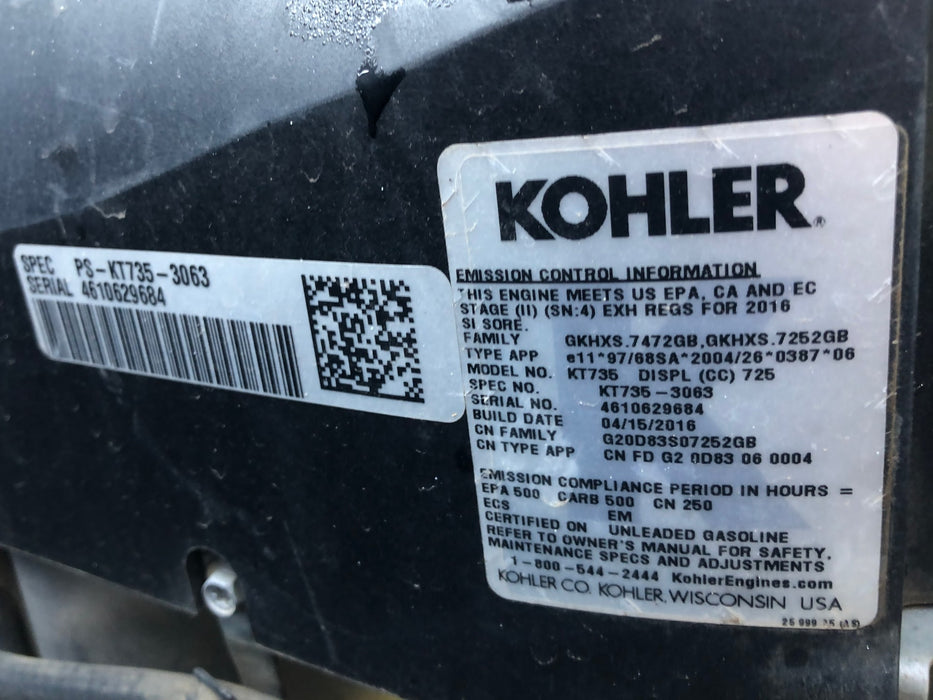 SPEC PS-KT735-3063
SERIAL 4610629684
KOHLER®
EMISSION CONTROL INFORMATION
THIS ENGINE MEETS US EPA, CA AND EC
STAGE (II) (SN:4) EXH REGS FOR 2016
SI SORE.
FAMILY GKHXS.7472GB,GKHXS.7252GB
TYPE APP e11*97/68SA*2004/26*0387*06
MODEL NO. KT735 DISPL (CC) 725
SPEC NO. KT735-3063
SERIAL NO. 4610629684
BUILD DATE 04/15/2016
CN FAMILY G20D83S07252GB
CN TYPE APP CN FD G2 0D83 06 0004
EMISSION COMPLIANCE PERIOD IN HOURS =
EPA 500 CARB 500 CN 250
ECS EM
CERTIFIED ON UNLEADED GASOLINE
REFER TO OWNER'S MANUAL FOR SAFETY,
MAINTENANCE SPECS AND ADJUSTMENTS
1-800-544-2444 KohlerEngines.com
KOHLER CO. KOHLER, WISCONSIN USA
25 999